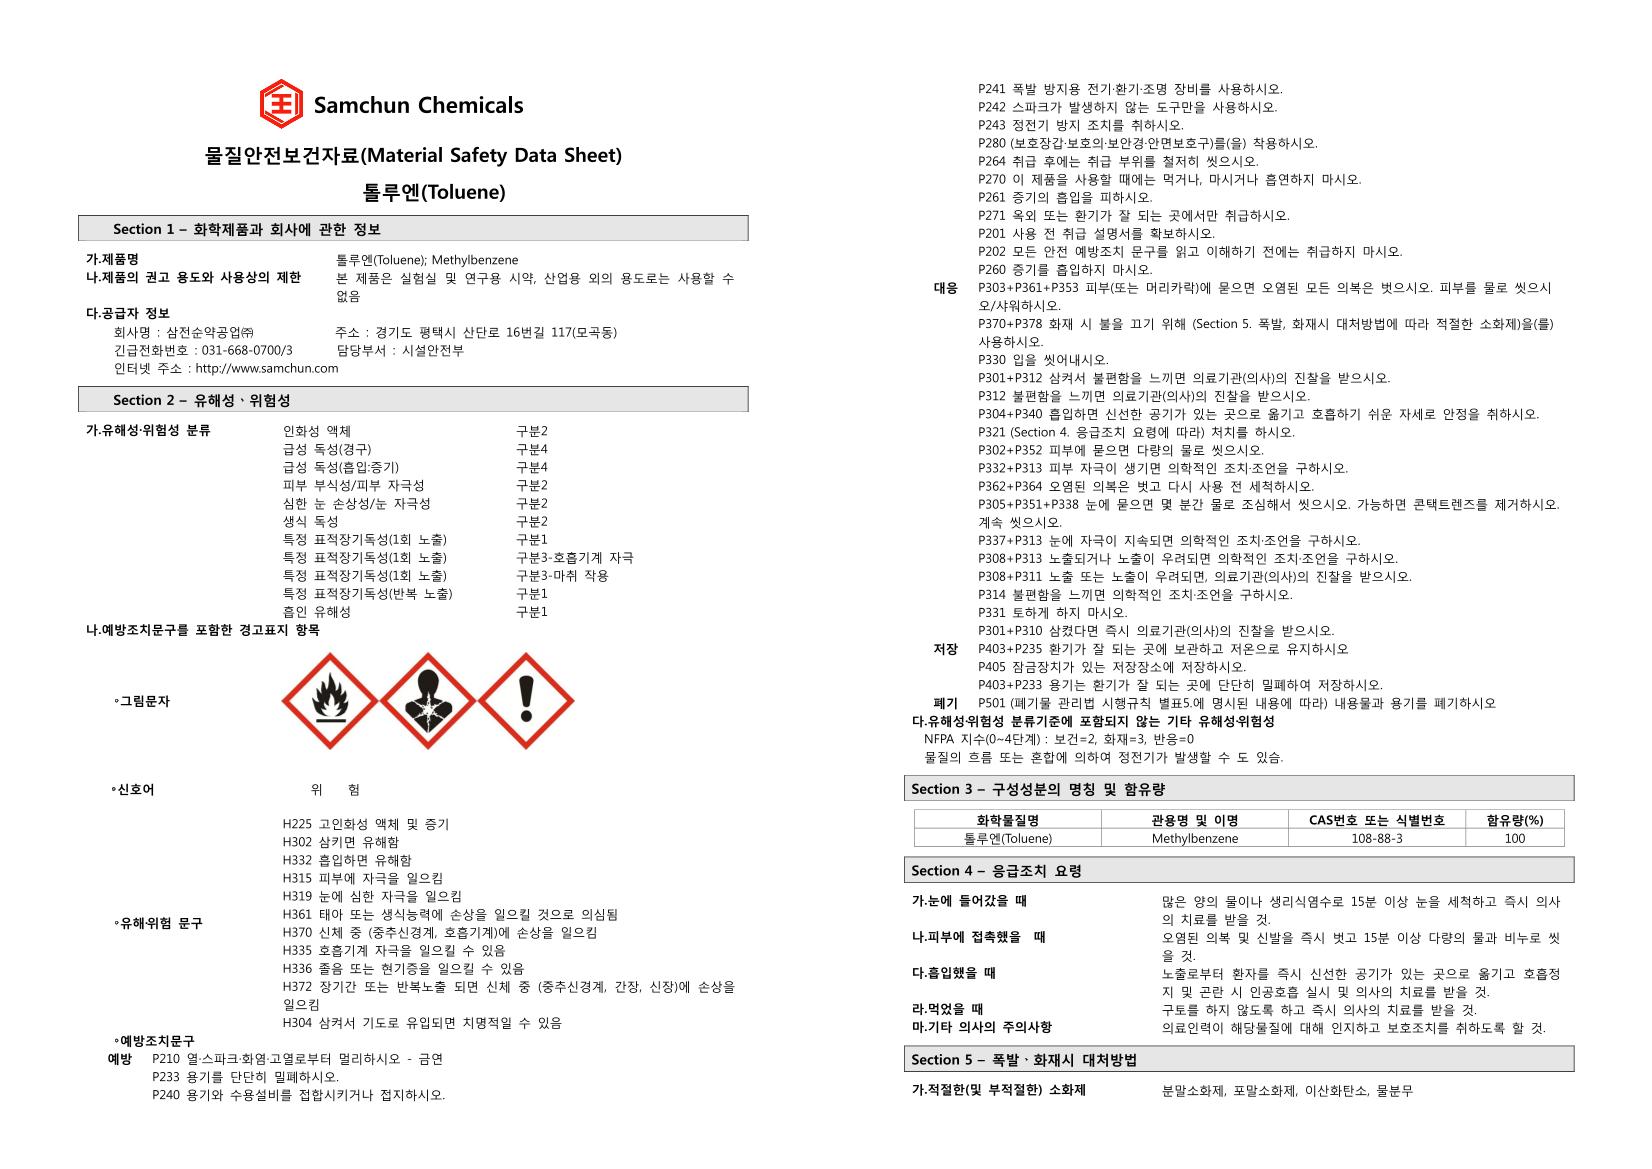 Samchun Chemicals
물질안전보건자료(Material Safety Data Sheet)
톨루엔(Toluene)
Section 1 – 화학제품과 회사에 관한 정보
가.제품명 톨루엔(Toluene); Methylbenzene
나.제품의 권고 용도와 사용상의 제한 본 제품은 실험실 및 연구용 시약, 산업용 외의 용도로는 사용할 수
없음
다.공급자 정보
회사명 : 삼전순약공업㈜ 주소 : 경기도 평택시 산단로 16번길 117(모곡동)
긴급전화번호 : 031-668-0700/3 담당부서 : 시설안전부
인터넷 주소 : http://www.samchun.com
Section 2 – 유해성ㆍ위험성
가.유해성·위험성 분류 인화성 액체 구분2
급성 독성(경구) 구분4
급성 독성(흡입:증기) 구분4
피부 부식성/피부 자극성 구분2
심한 눈 손상성/눈 자극성 구분2
생식 독성 구분2
특정 표적장기독성(1회 노출) 구분1
특정 표적장기독성(1회 노출) 구분3-호흡기계 자극
특정 표적장기독성(1회 노출) 구분3-마취 작용
특정 표적장기독성(반복 노출) 구분1
흡인 유해성 구분1
나.예방조치문구를 포함한 경고표지 항목
◦그림문자
◦신호어 위 험
◦유해·위험 문구
H225 고인화성 액체 및 증기
H302 삼키면 유해함
H332 흡입하면 유해함
H315 피부에 자극을 일으킴
H319 눈에 심한 자극을 일으킴
H361 태아 또는 생식능력에 손상을 일으킬 것으로 의심됨
H370 신체 중 (중추신경계, 호흡기계)에 손상을 일으킴
H335 호흡기계 자극을 일으킬 수 있음
H336 졸음 또는 현기증을 일으킬 수 있음
H372 장기간 또는 반복노출 되면 신체 중 (중추신경계, 간장, 신장)에 손상을
일으킴
H304 삼켜서 기도로 유입되면 치명적일 수 있음
◦예방조치문구
예방 P210 열·스파크·화염·고열로부터 멀리하시오 - 금연
P233 용기를 단단히 밀폐하시오.
P240 용기와 수용설비를 접합시키거나 접지하시오.
P241 폭발 방지용 전기·환기·조명 장비를 사용하시오.
P242 스파크가 발생하지 않는 도구만을 사용하시오.
P243 정전기 방지 조치를 취하시오.
P280 (보호장갑·보호의·보안경·안면보호구)를(을) 착용하시오.
P264 취급 후에는 취급 부위를 철저히 씻으시오.
P270 이 제품을 사용할 때에는 먹거나, 마시거나 흡연하지 마시오.
P261 증기의 흡입을 피하시오.
P271 옥외 또는 환기가 잘 되는 곳에서만 취급하시오.
P201 사용 전 취급 설명서를 확보하시오.
P202 모든 안전 예방조치 문구를 읽고 이해하기 전에는 취급하지 마시오.
P260 증기를 흡입하지 마시오.
대응 P303+P361+P353 피부(또는 머리카락)에 묻으면 오염된 모든 의복은 벗으시오. 피부를 물로 씻으시
오/샤워하시오.
P370+P378 화재 시 불을 끄기 위해 (Section 5. 폭발, 화재시 대처방법에 따라 적절한 소화제)을(를)
사용하시오.
P330 입을 씻어내시오.
P301+P312 삼켜서 불편함을 느끼면 의료기관(의사)의 진찰을 받으시오.
P312 불편함을 느끼면 의료기관(의사)의 진찰을 받으시오.
P304+P340 흡입하면 신선한 공기가 있는 곳으로 옮기고 호흡하기 쉬운 자세로 안정을 취하시오.
P321 (Section 4. 응급조치 요령에 따라) 처치를 하시오.
P302+P352 피부에 묻으면 다량의 물로 씻으시오.
P332+P313 피부 자극이 생기면 의학적인 조치·조언을 구하시오.
P362+P364 오염된 의복은 벗고 다시 사용 전 세척하시오.
P305+P351+P338 눈에 묻으면 몇 분간 물로 조심해서 씻으시오. 가능하면 콘택트렌즈를 제거하시오.
계속 씻으시오.
P337+P313 눈에 자극이 지속되면 의학적인 조치·조언을 구하시오.
P308+P313 노출되거나 노출이 우려되면 의학적인 조치·조언을 구하시오.
P308+P311 노출 또는 노출이 우려되면, 의료기관(의사)의 진찰을 받으시오.
P314 불편함을 느끼면 의학적인 조치·조언을 구하시오.
P331 토하게 하지 마시오.
P301+P310 삼켰다면 즉시 의료기관(의사)의 진찰을 받으시오.
저장 P403+P235 환기가 잘 되는 곳에 보관하고 저온으로 유지하시오
P405 잠금장치가 있는 저장장소에 저장하시오.
P403+P233 용기는 환기가 잘 되는 곳에 단단히 밀폐하여 저장하시오.
폐기 P501 (폐기물 관리법 시행규칙 별표5.에 명시된 내용에 따라) 내용물과 용기를 폐기하시오
다.유해성·위험성 분류기준에 포함되지 않는 기타 유해성·위험성
NFPA 지수(0~4단계) : 보건=2, 화재=3, 반응=0
물질의 흐름 또는 혼합에 의하여 정전기가 발생할 수 도 있슴.
Section 3 – 구성성분의 명칭 및 함유량
화학물질명 관용명 및 이명 CAS번호 또는 식별번호 함유량(%)
톨루엔(Toluene) Methylbenzene 108-88-3 100
Section 4 – 응급조치 요령
가.눈에 들어갔을 때 많은 양의 물이나 생리식염수로 15분 이상 눈을 세척하고 즉시 의사
의 치료를 받을 것.
나.피부에 접촉했을 때 오염된 의복 및 신발을 즉시 벗고 15분 이상 다량의 물과 비누로 씻
을 것.
다.흡입했을 때 노출로부터 환자를 즉시 신선한 공기가 있는 곳으로 옮기고 호흡정
지 및 곤란 시 인공호흡 실시 및 의사의 치료를 받을 것.
라.먹었을 때 구토를 하지 않도록 하고 즉시 의사의 치료를 받을 것.
마.기타 의사의 주의사항 의료인력이 해당물질에 대해 인지하고 보호조치를 취하도록 할 것.
Section 5 – 폭발ㆍ화재시 대처방법
가.적절한(및 부적절한) 소화제 분말소화제, 포말소화제, 이산화탄소, 물분무